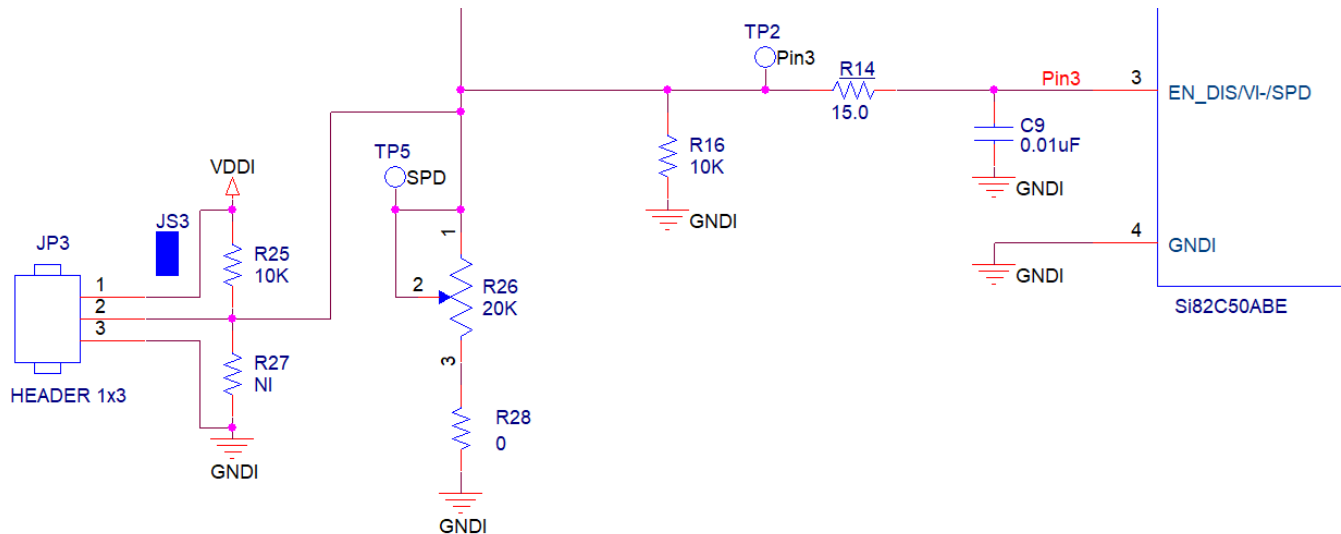 TP2
Pin3
R14
15.0
Pin3
3
EN_DIS/VI-/SPD
C9
0.01uF
GNDI
R16
10K
GNDI
TP5
SPD
VDDI
JS3
JP3
R25
10K
1
2
3
R27
NI
HEADER 1x3
GNDI
1
2
R26
20K
3
R28
0
GNDI
4
GNDI
GNDI
Si82C50ABE